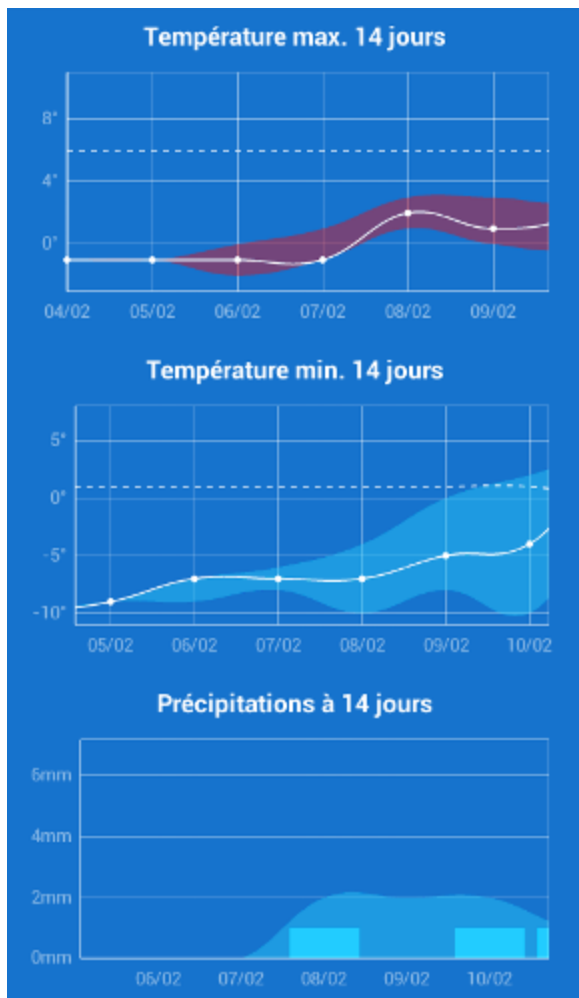 Température max. 14 jours
8°
4°
0°
04/02 05/02 06/02 07/02 08/02 09/02
Température min. 14 jours
5°
0°
-5°
-10°
05/02 06/02 07/02 08/02 09/02 10/02
Précipitations à 14 jours
6mm
4mm
2mm
0mm
06/02 07/02 08/02 09/02 10/02